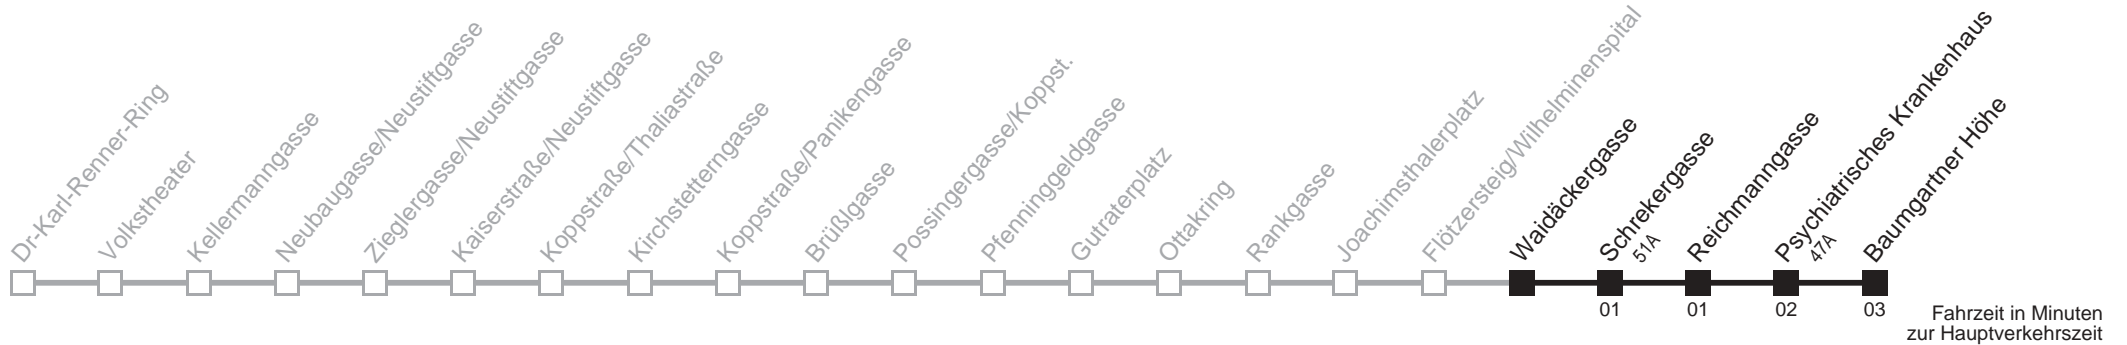 Dr-Karl-Renner-Ring
Volkstheater
Kellermanngasse
Neubaugasse/Neustiftgasse
Zieglergasse/Neustiftgasse
Kaiserstraße/Neustiftgasse
Koppstraße/Thaliastraße
Kirchstetterngasse
Koppstraße/Panikengasse
Brüßlgasse
Possingergasse/Koppst.
Pfenninggeldgasse
Gutraterplatz
Ottakring
Rankgasse
Joachimsthalerplatz
Flötzersteig/Wilhelminenspital
Waidäckergasse
Schrekergasse
51A
Reichmanngasse
Psychiatrisches Krankenhaus
47A
Baumgartner Höhe
01
01
02
03
Fahrzeit in Minuten
zur Hauptverkehrszeit